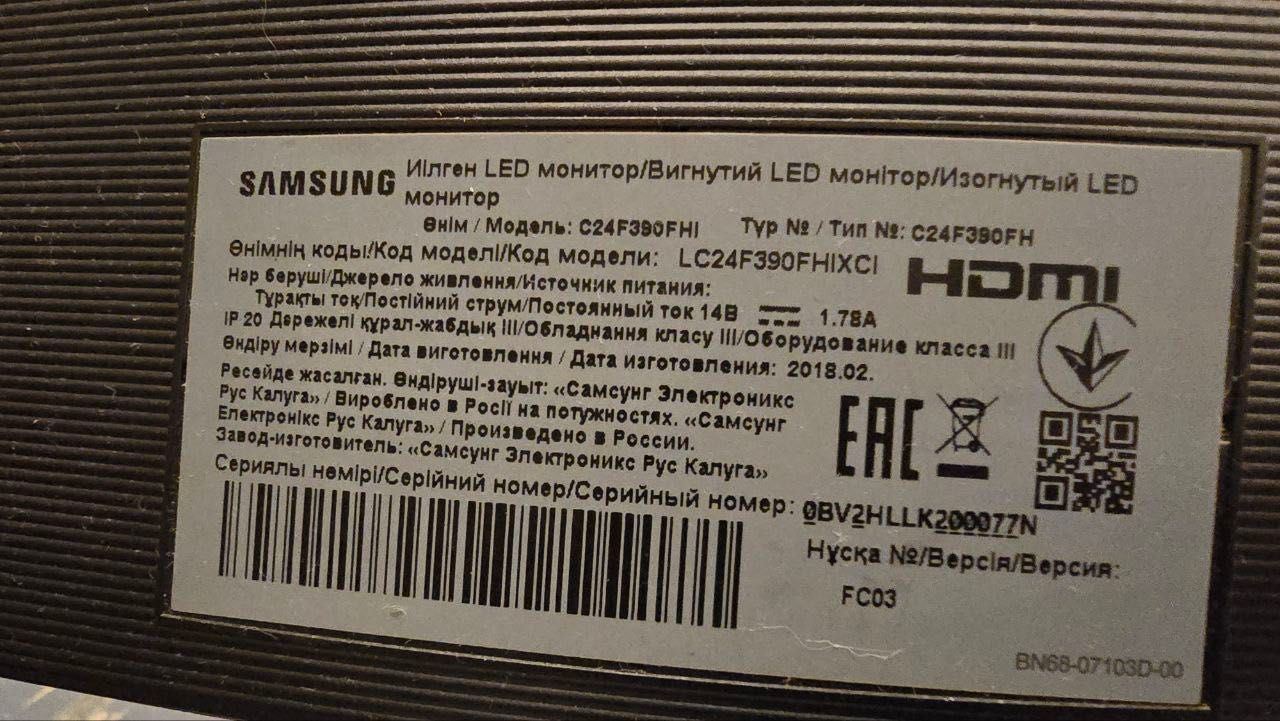 SAMSUNG Иілген LED монитор/Вигнутий LED монітор/Изогнутый LED
монитор
Өнім / Модель: C24F390FHI Түр № / Тип №: C24F390FH
Өнімнің коды/Код моделі/Код модели: LC24F390FHIXCI
HDMI
Нәр беруші/Джерело живлення/Источник питания:
Тұрақты ток/Постійний струм/Постоянный ток 14В 1.78А
IP 20 Дәрежелі құрал-жабдық III/Обладнання класу III/Оборудование класса III
Өндіру мерзімі / Дата виготовлення / Дата изготовления: 2018.02.
Ресейде жасалған. Өндіруші-зауыт: «Самсунг Электроникс
Рус Калуга» / Вироблено в Росії на потужностях. «Самсунг
Електронікс Рус Калуга» / Произведено в России.
Завод-изготовитель: «Самсунг Электроникс Рус Калуга»
EAC
Сериялы нөмірі/Серійний номер/Серийный номер: 0BV2HLLK200077N
Нұсқа №/Версія/Версия:
FC03
BN68-07103D-00